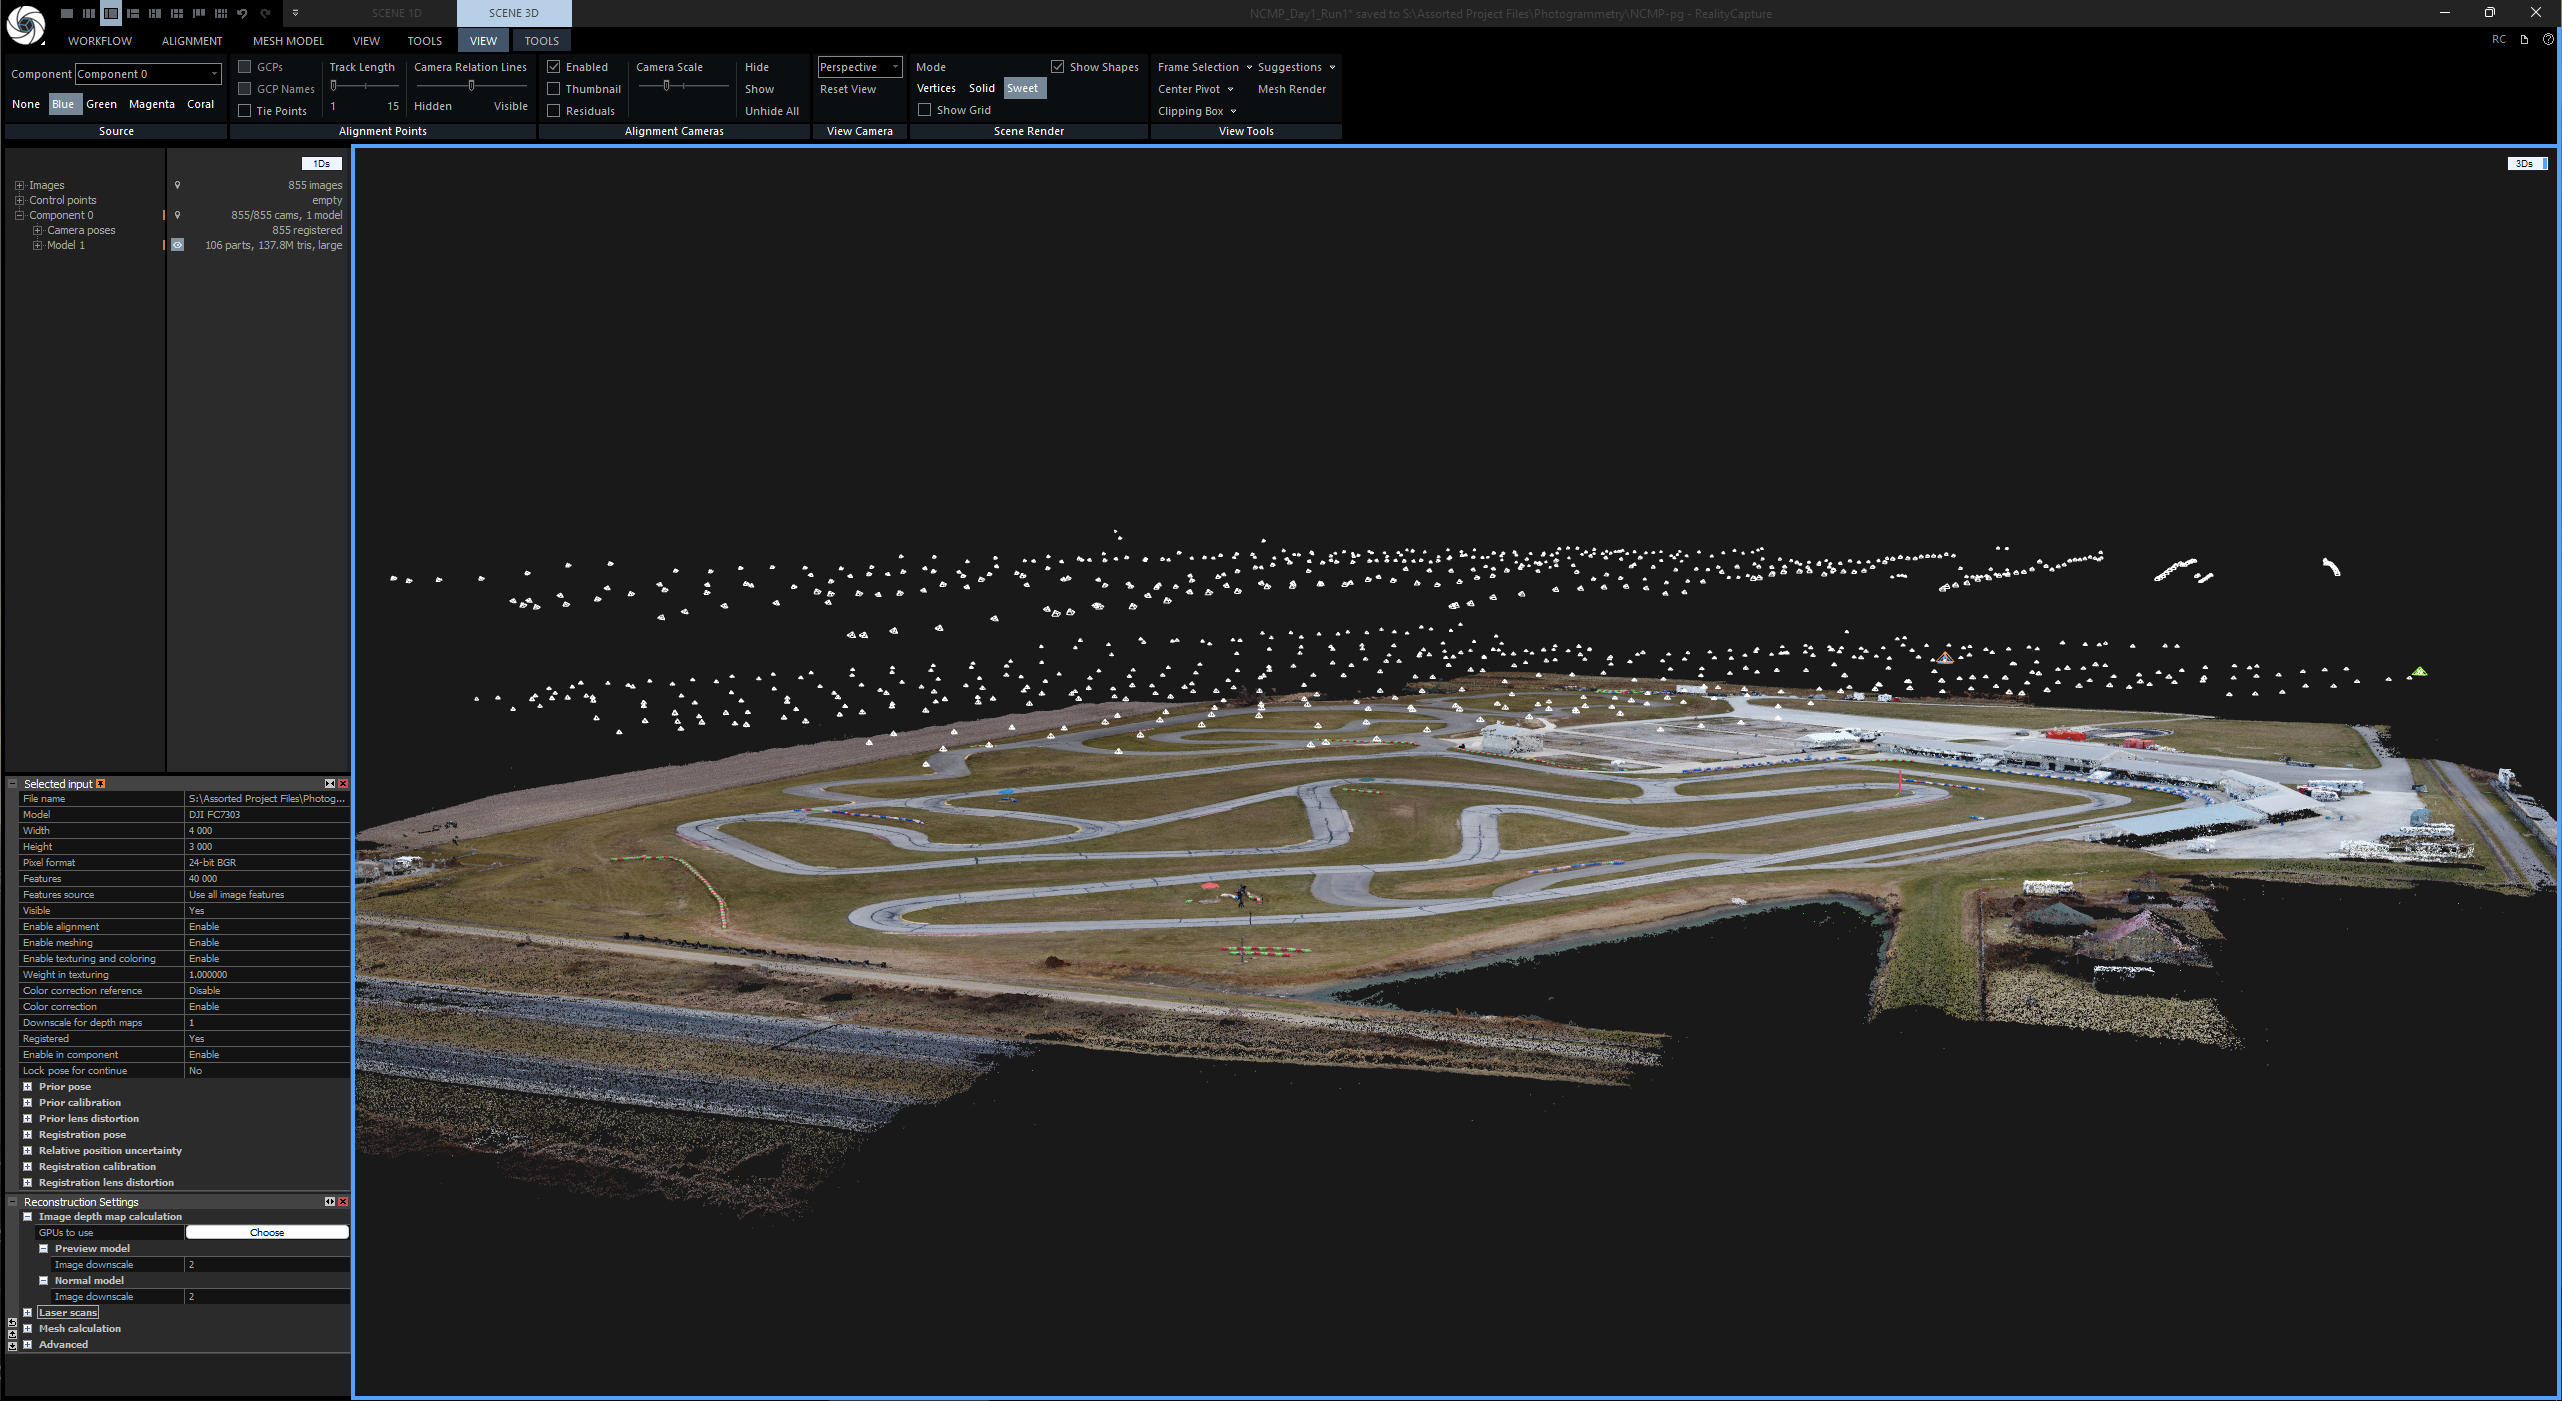 SCENE 1D SCENE 3D NCMP_Day1_Run1* saved to S:\Assorted Project Files\Photogrammetry\NCMP-pg - RealityCapture
WORKFLOW ALIGNMENT MESH MODEL VIEW TOOLS VIEW TOOLS RC
Component Component 0
None Blue Green Magenta Coral
Source
GCPs
GCP Names
Tie Points
Track Length
1 15
Camera Relation Lines
Hidden Visible
Alignment Points
Enabled
Thumbnail
Residuals
Camera Scale
Hide
Show
Unhide All
Alignment Cameras
Perspective
Reset View
View Camera
Mode Show Shapes
Vertices Solid Sweet
Show Grid
Scene Render
Frame Selection Suggestions
Center Pivot Mesh Render
Clipping Box
View Tools
1Ds
3Ds
Images 855 images
Control points empty
Component 0 855/855 cams, 1 model
Camera poses 855 registered
Model 1 106 parts, 137.8M tris, large
Selected input
File name S:\Assorted Project Files\Photog...
Model DJI FC7303
Width 4 000
Height 3 000
Pixel format 24-bit BGR
Features 40 000
Features source Use all image features
Visible Yes
Enable alignment Enable
Enable meshing Enable
Enable texturing and coloring Enable
Weight in texturing 1.000000
Color correction reference Disable
Color correction Enable
Downscale for depth maps 1
Registered Yes
Enable in component Enable
Lock pose for continue No
Prior pose
Prior calibration
Prior lens distortion
Registration pose
Relative position uncertainty
Registration calibration
Registration lens distortion
Reconstruction Settings
Image depth map calculation
GPUs to use Choose
Preview model
Image downscale 2
Normal model
Image downscale 2
Laser scans
Mesh calculation
Advanced